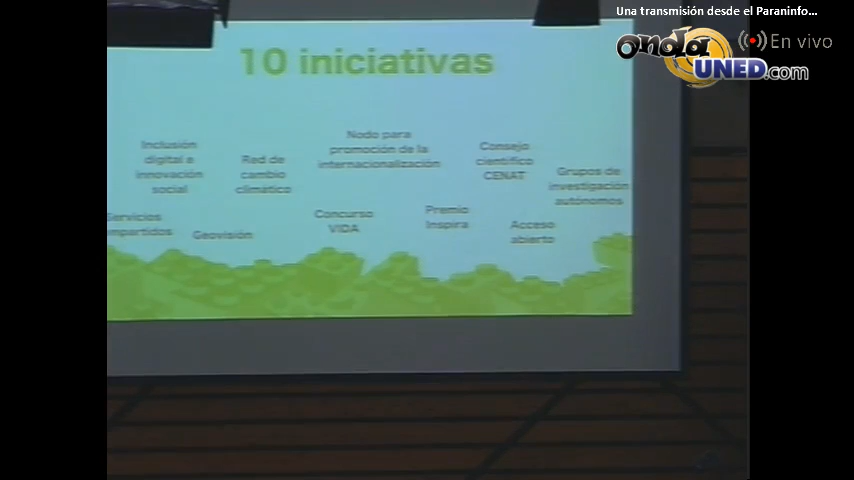 Una transmisión desde el Paraninfo...
onda
UNED.com
En vivo
10 iniciativas
Inclusión
digital e
innovación
social
Red de
cambio
climático
Nodo para
promoción de la
internacionalización
Consejo
científico
CENAT
Grupos de
investigación
autónomos
Servicios
mpartidos
Geovisión
Concurso
VIDA
Premio
Inspira
Acceso
abierto